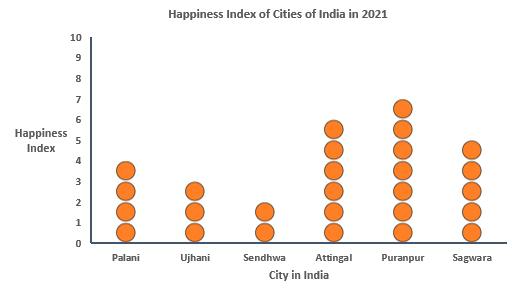 Happiness Index of Cities of India in 2021
10
9
8
7
6
5
4
3
2
1
0
Happiness
Index
Palani Ujhani Sendhwa Attingal Puranpur Sagwara
City in India